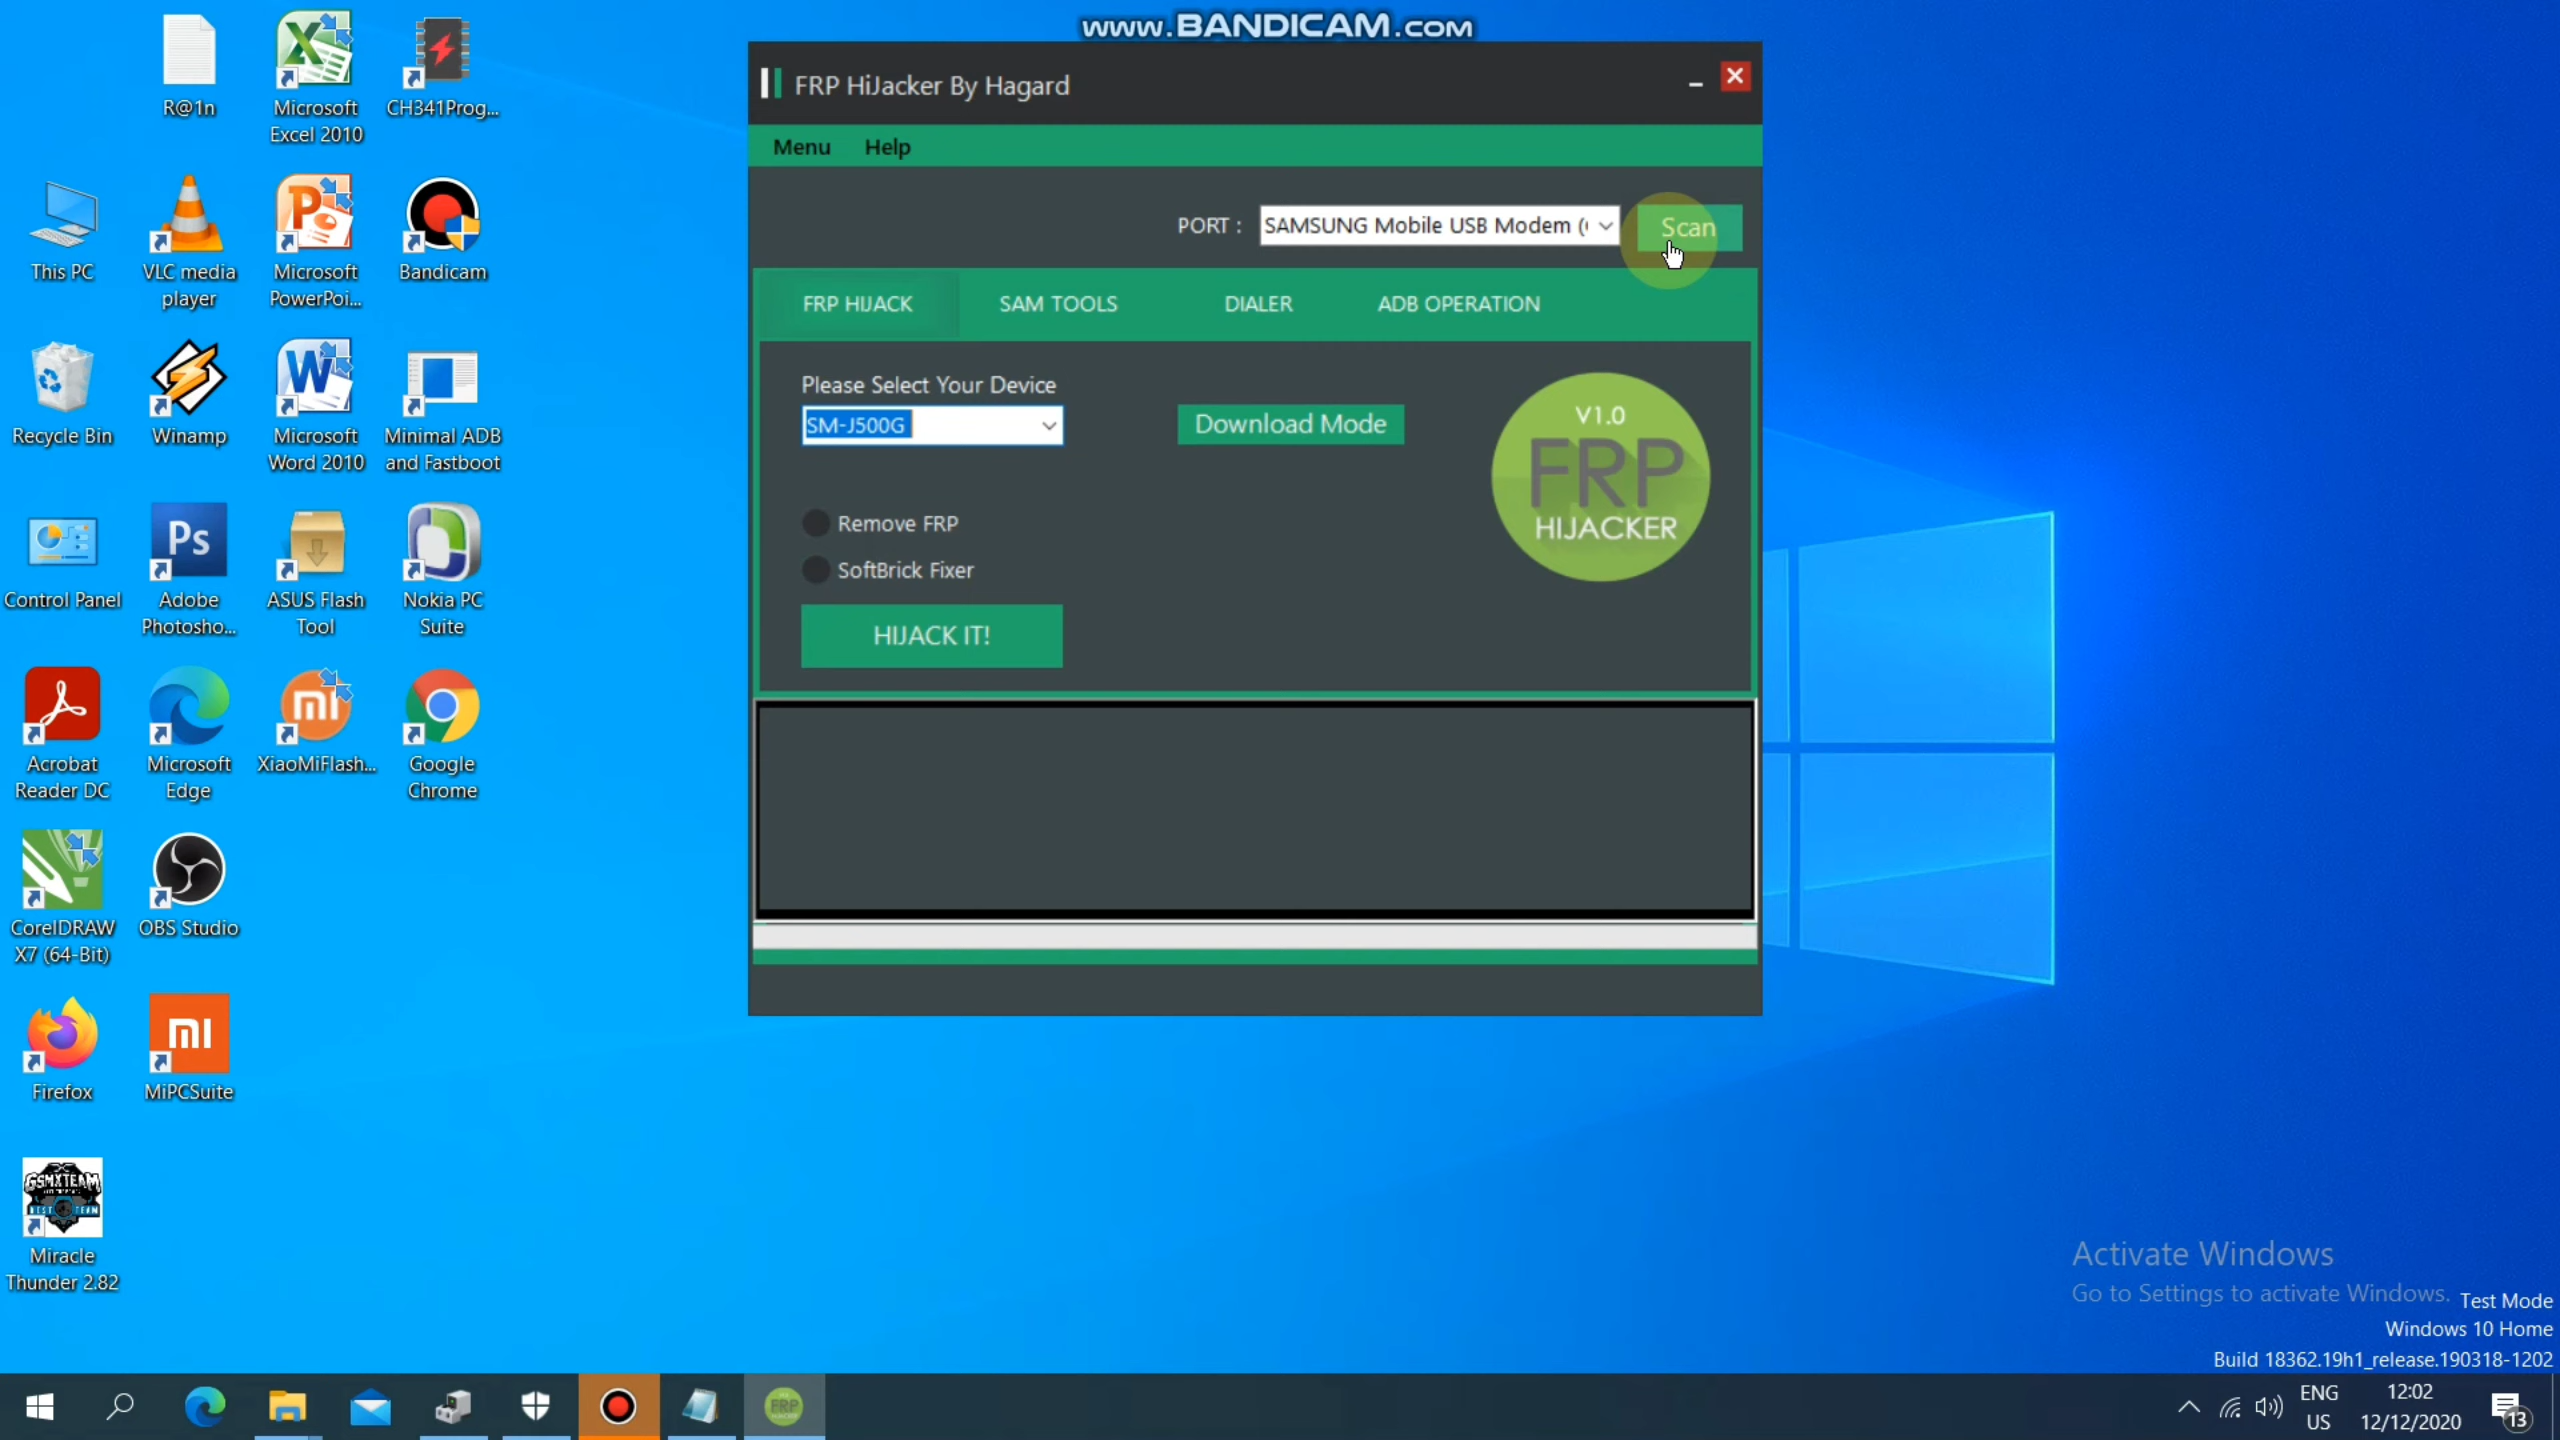 www.BANDICAM.com
R@1n
Microsoft
Excel 2010
CH341Prog...
This PC
VLC media
player
Microsoft
PowerPoi...
Bandicam
Recycle Bin
Winamp
Microsoft
Word 2010
Minimal ADB
and Fastboot
Control Panel
Ps
Adobe
Photosho...
ASUS Flash
Tool
Nokia PC
Suite
Acrobat
Reader DC
Microsoft
Edge
XiaoMiFlash...
Google
Chrome
CorelDRAW
X7 (64-Bit)
OBS Studio
Firefox
MiPCSuite
GSMXTEAM
Miracle
Thunder 2.82
FRP HiJacker By Hagard
Menu Help
PORT : SAMSUNG Mobile USB Modem ( Scan
FRP HIJACK SAM TOOLS DIALER ADB OPERATION
Please Select Your Device
SM-J500G
Download Mode
V1.0
FRP
HIJACKER
Remove FRP
SoftBrick Fixer
HIJACK IT!
Activate Windows
Go to Settings to activate Windows.
Test Mode
Windows 10 Home
Build 18362.19h1_release.190318-1202
ENG
US
12:02
12/12/2020
13